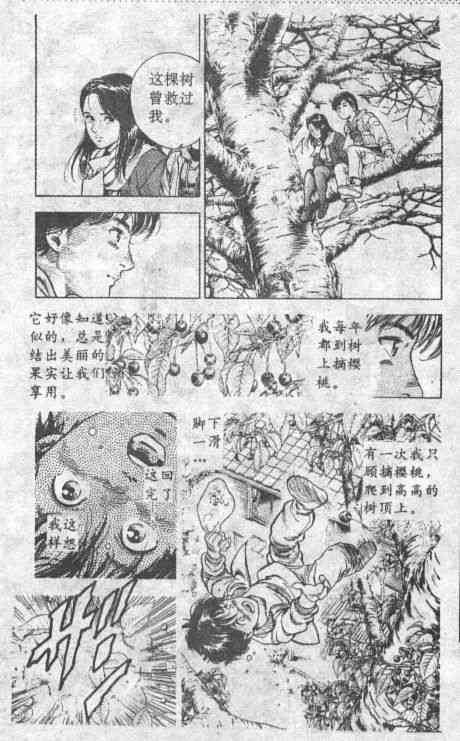 这棵树
曾救过
我。
我每年
都到树
上摘樱
桃。
它好像知道
似的，总是
结出美丽的
果实让我们
享用。
有一次我只
顾摘樱桃，
爬到高高的
树顶上。
脚下
一滑
…
这回
完了
我这
样想